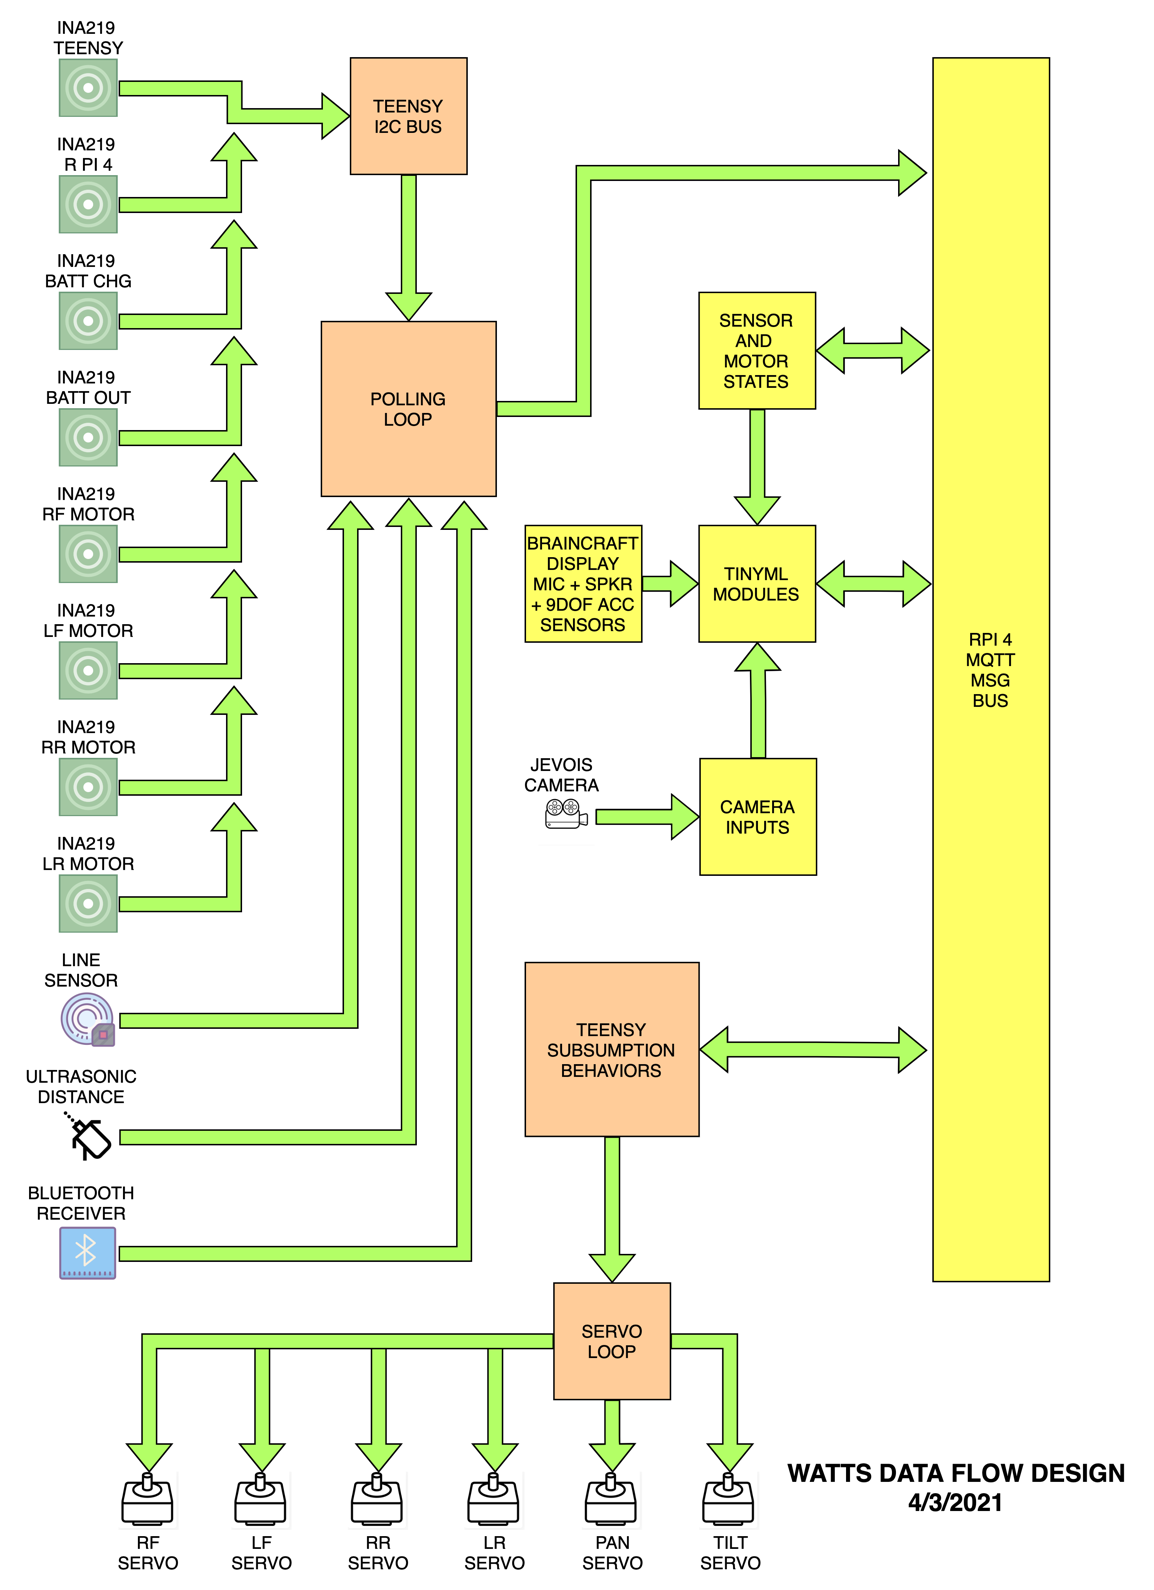 INA219
TEENSY
INA219
R PI 4
INA219
BATT CHG
INA219
BATT OUT
INA219
RF MOTOR
INA219
LF MOTOR
INA219
RR MOTOR
INA219
LR MOTOR
LINE
SENSOR
ULTRASONIC
DISTANCE
BLUETOOTH
RECEIVER
TEENSY
I2C BUS
POLLING
LOOP
SENSOR
AND
MOTOR
STATES
BRAINCRAFT
DISPLAY
MIC + SPKR
+ 9DOF ACC
SENSORS
TINYML
MODULES
JEVOIS
CAMERA
CAMERA
INPUTS
RPI 4
MQTT
MSG
BUS
TEENSY
SUBSUMPTION
BEHAVIORS
SERVO
LOOP
RF
SERVO
LF
SERVO
RR
SERVO
LR
SERVO
PAN
SERVO
TILT
SERVO
WATTS DATA FLOW DESIGN
4/3/2021